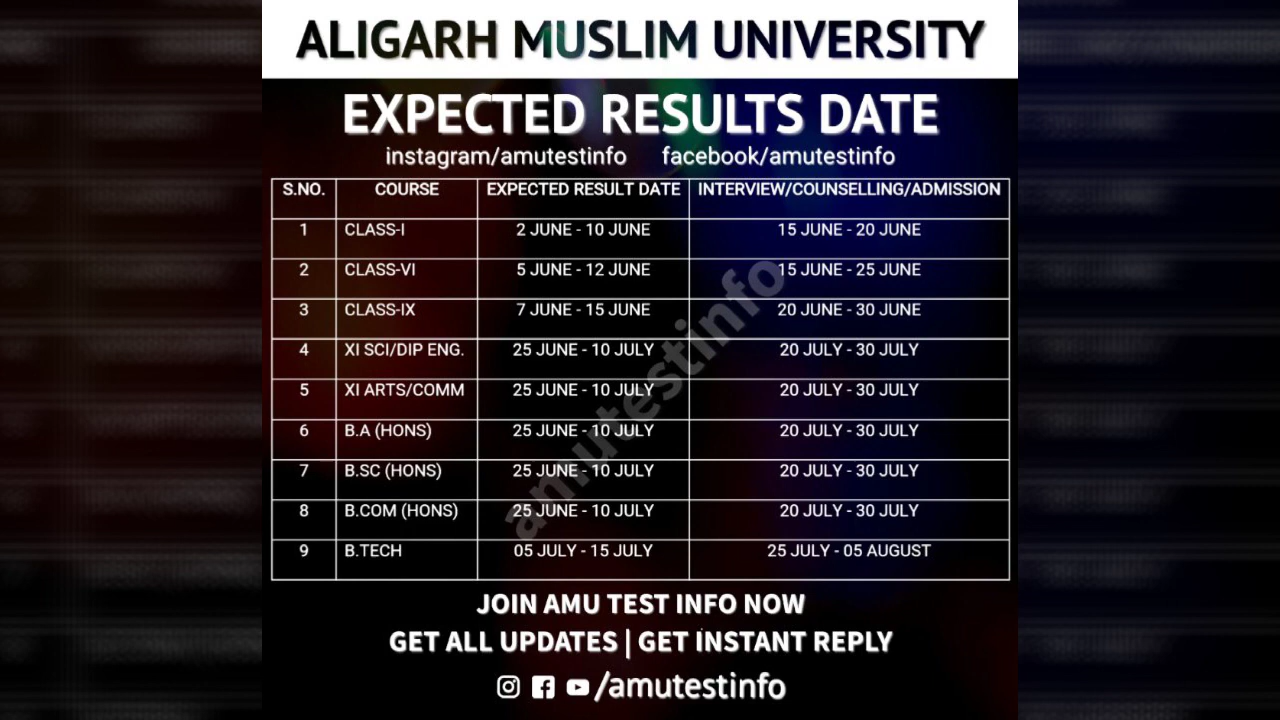 ALIGARH MUSLIM UNIVERSITY
EXPECTED RESULTS DATE
instagram/amutestinfo facebook/amutestinfo
S.NO. COURSE EXPECTED RESULT DATE INTERVIEW/COUNSELLING/ADMISSION
1 CLASS-I 2 JUNE - 10 JUNE 15 JUNE - 20 JUNE
2 CLASS-VI 5 JUNE - 12 JUNE 15 JUNE - 25 JUNE
3 CLASS-IX 7 JUNE - 15 JUNE 20 JUNE - 30 JUNE
4 XI SCI/DIP ENG. 25 JUNE - 10 JULY 20 JULY - 30 JULY
5 XI ARTS/COMM 25 JUNE - 10 JULY 20 JULY - 30 JULY
6 B.A (HONS) 25 JUNE - 10 JULY 20 JULY - 30 JULY
7 B.SC (HONS) 25 JUNE - 10 JULY 20 JULY - 30 JULY
8 B.COM (HONS) 25 JUNE - 10 JULY 20 JULY - 30 JULY
9 B.TECH 05 JULY - 15 JULY 25 JULY - 05 AUGUST
amutestinfo
JOIN AMU TEST INFO NOW
GET ALL UPDATES | GET INSTANT REPLY
/amutestinfo